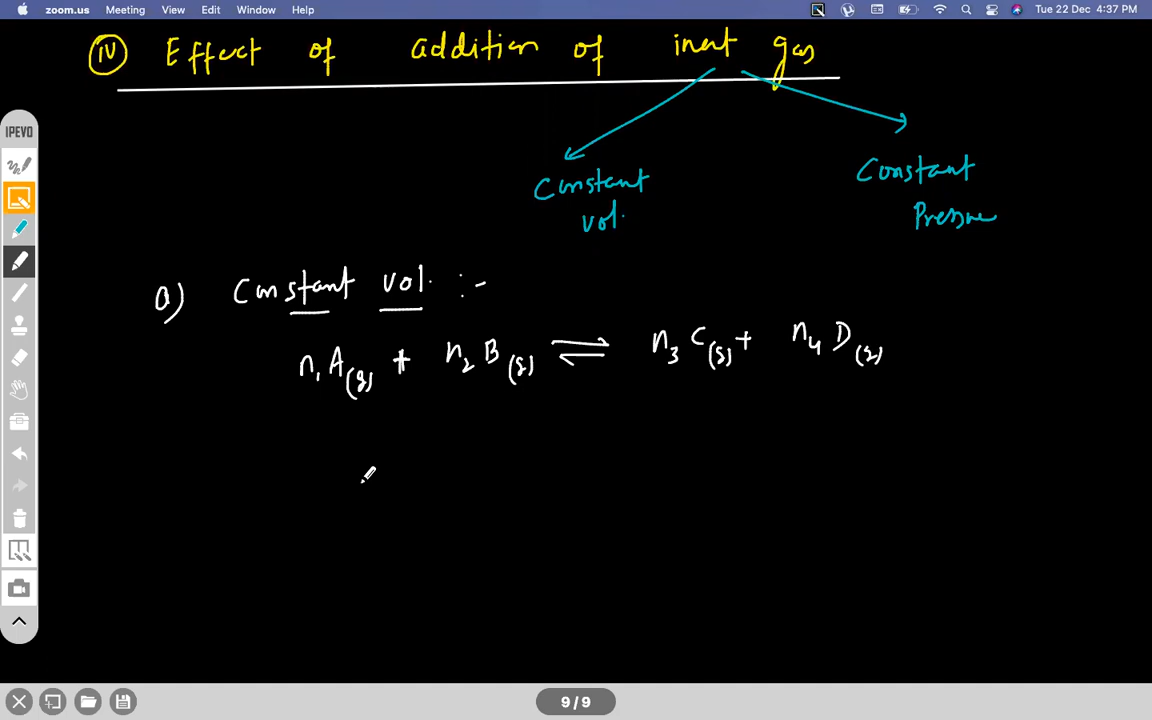 zoom.us Meeting View Edit Window Help Tue 22 Dec 4:37 PM
IV Effect of addition of inert gas
IPEVO
Constant vol.
Constant Pressure
a) Constant vol. :-
n₁A(g) + n₂B(g) ⇌ n₃C(g) + n₄D(g)
9 / 9